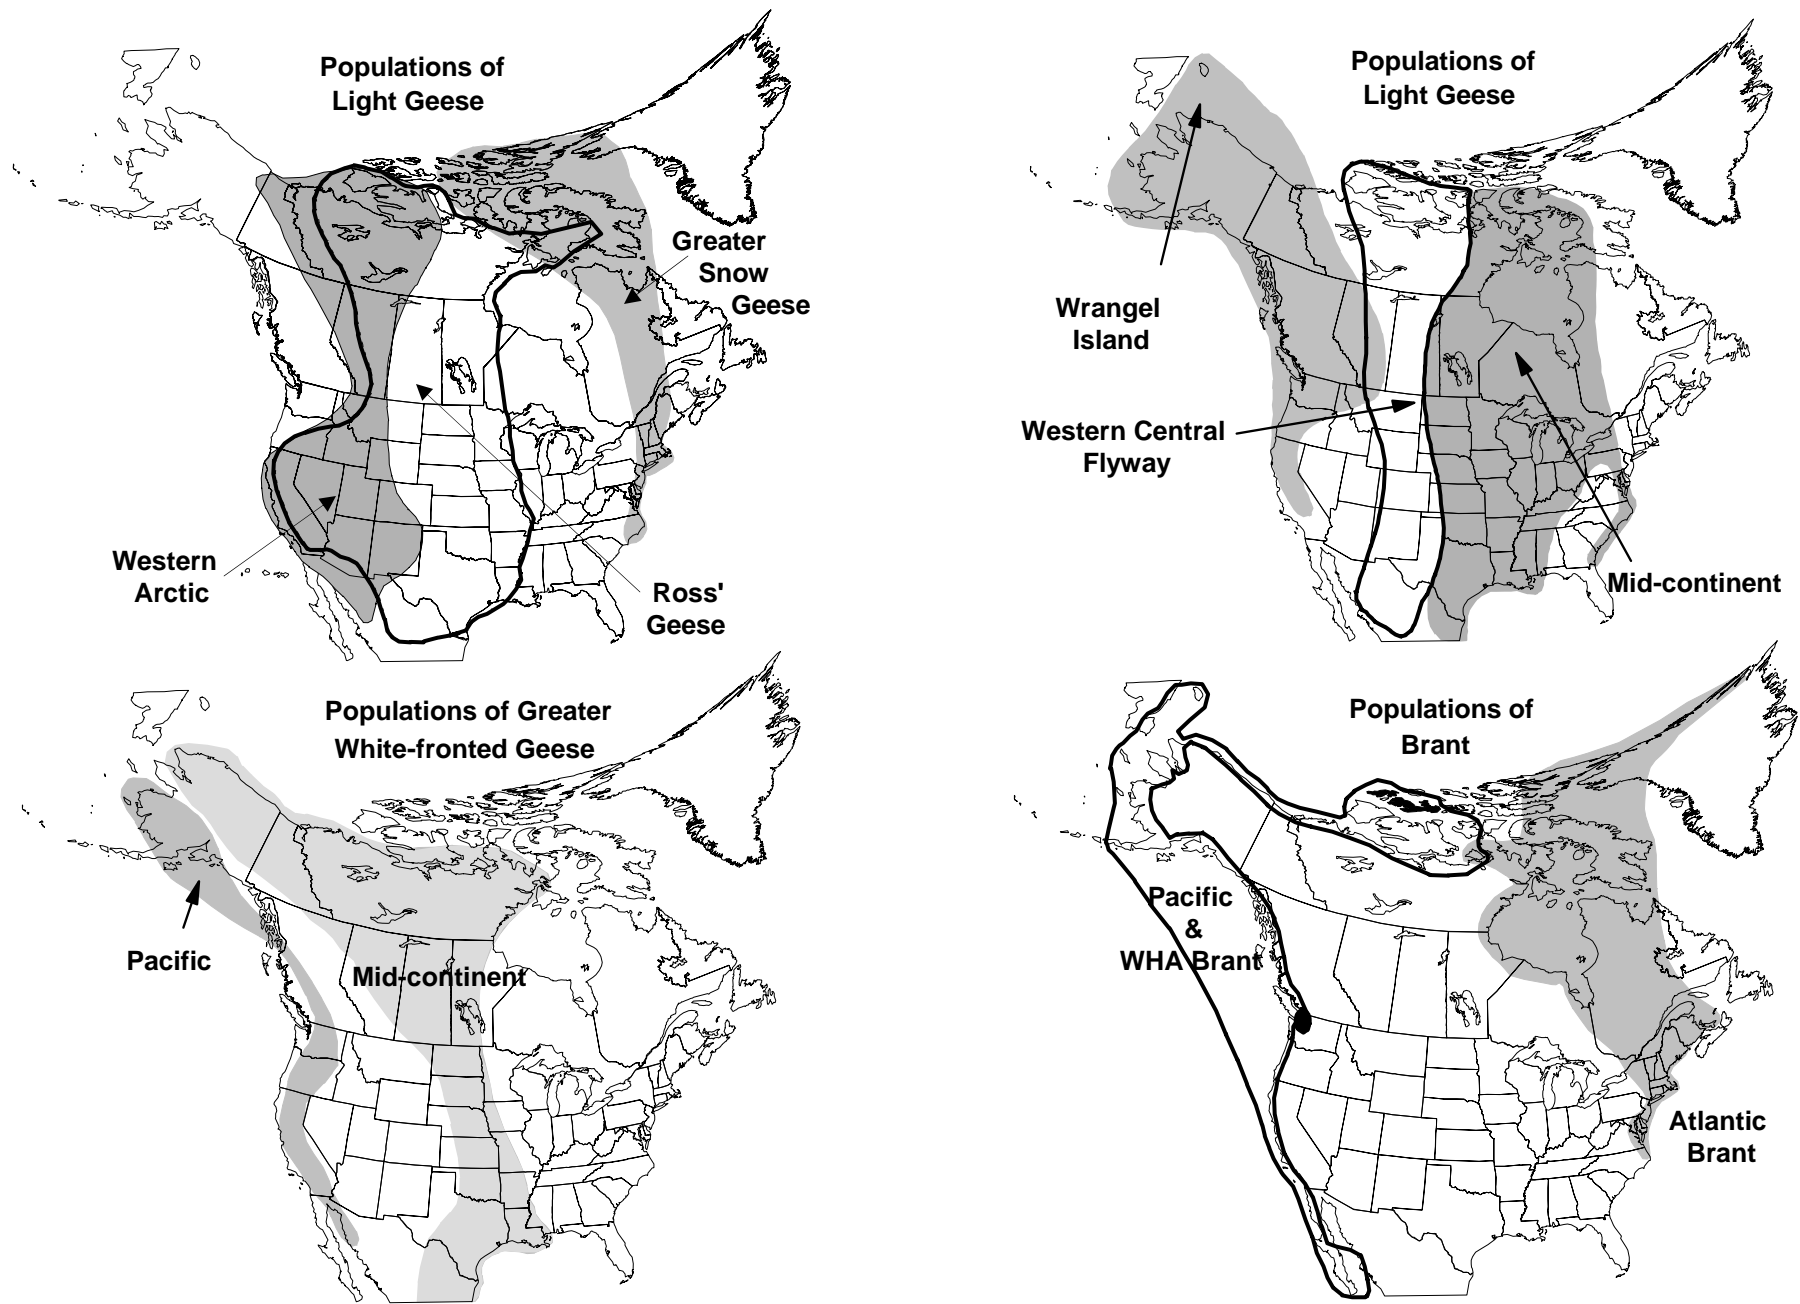 Populations of
Light Geese
Greater
Snow
Geese
Western
Arctic
Ross'
Geese
Populations of
Light Geese
Wrangel
Island
Western Central
Flyway
Mid-continent
Populations of Greater
White-fronted Geese
Pacific
Mid-continent
Populations of
Brant
Pacific
&
WHA Brant
Atlantic
Brant